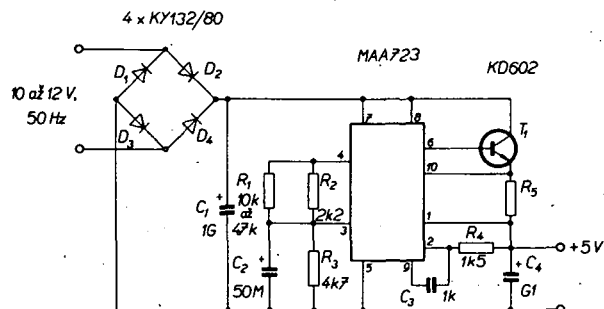 4 x KY132/80
MAA723
KD602
D1
D2
10 až 12 V,
50 Hz
D3
D4
7
8
T1
6
4
10
R1
10k
až
47k
R2
2k2
R5
C1
1G
3
1
2
R4
1k5
+5V
C2
50M
R3
4k7
5
9
C3
1k
C4
G1
+
+
+